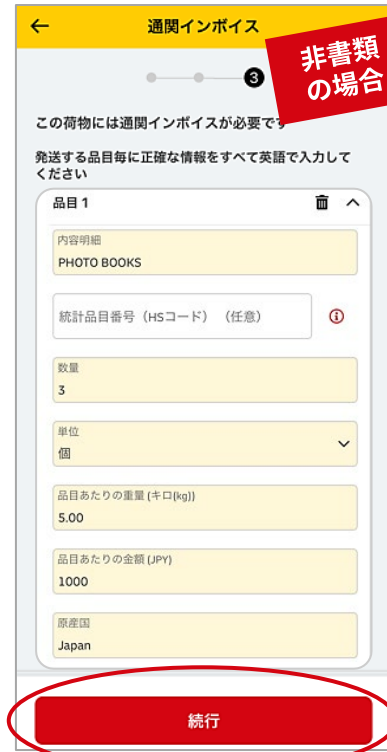 通関インボイス
非書類
の場合
3
この荷物には通関インボイスが必要です
発送する品目毎に正確な情報をすべて英語で入力して
ください
品目 1
内容明細
PHOTO BOOKS
統計品目番号（HSコード）（任意）
数量
3
単位
個
品目あたりの重量 (キロ(kg))
5.00
品目あたりの金額 (JPY)
1000
原産国
Japan
続行